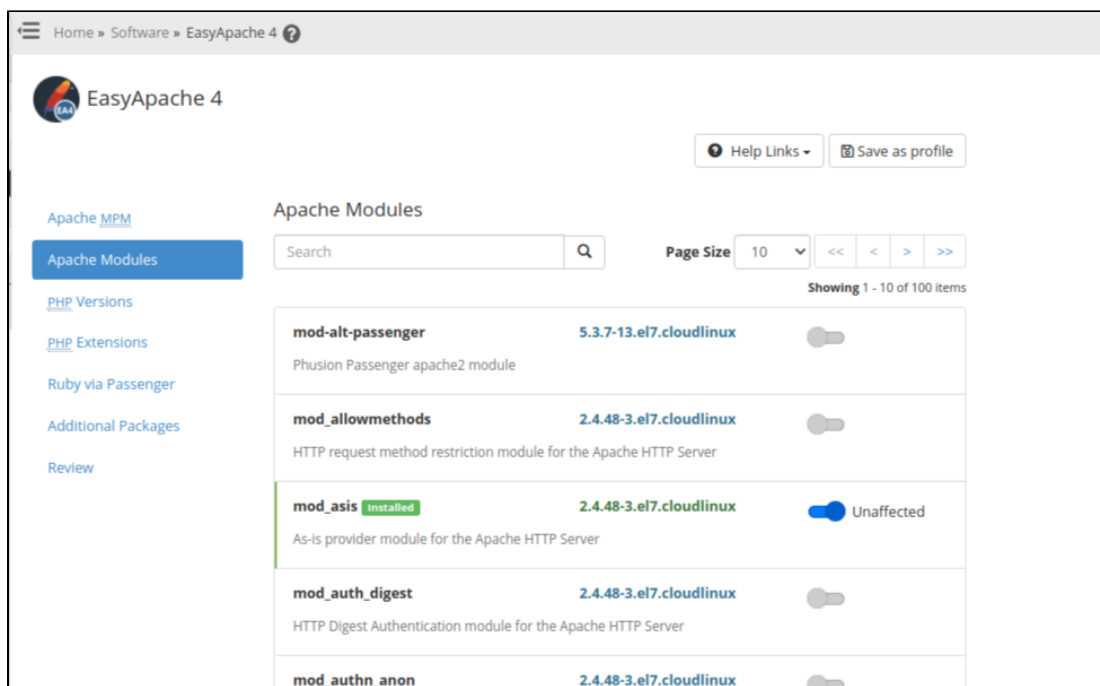 Home » Software » EasyApache 4
EA4
EasyApache 4
Help Links
Save as profile
Apache MPM
Apache Modules
PHP Versions
PHP Extensions
Ruby via Passenger
Additional Packages
Review
Apache Modules
Search
Page Size 10 << < > >>
Showing 1 - 10 of 100 items
mod-alt-passenger 5.3.7-13.el7.cloudlinux
Phusion Passenger apache2 module
mod_allowmethods 2.4.48-3.el7.cloudlinux
HTTP request method restriction module for the Apache HTTP Server
mod_asis Installed 2.4.48-3.el7.cloudlinux Unaffected
As-is provider module for the Apache HTTP Server
mod_auth_digest 2.4.48-3.el7.cloudlinux
HTTP Digest Authentication module for the Apache HTTP Server
mod_authn_anon 2.4.48-3.el7.cloudlinux